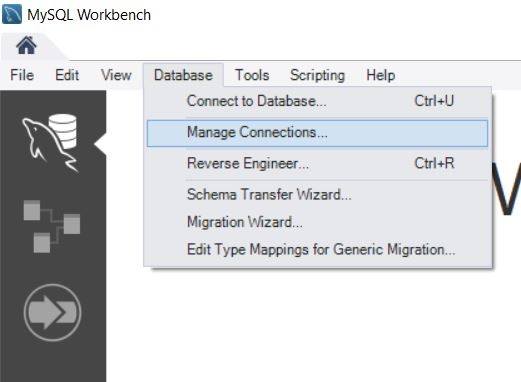 MySQL Workbench
File Edit View Database Tools Scripting Help
Connect to Database... Ctrl+U
Manage Connections...
Reverse Engineer... Ctrl+R
Schema Transfer Wizard...
Migration Wizard...
Edit Type Mappings for Generic Migration...